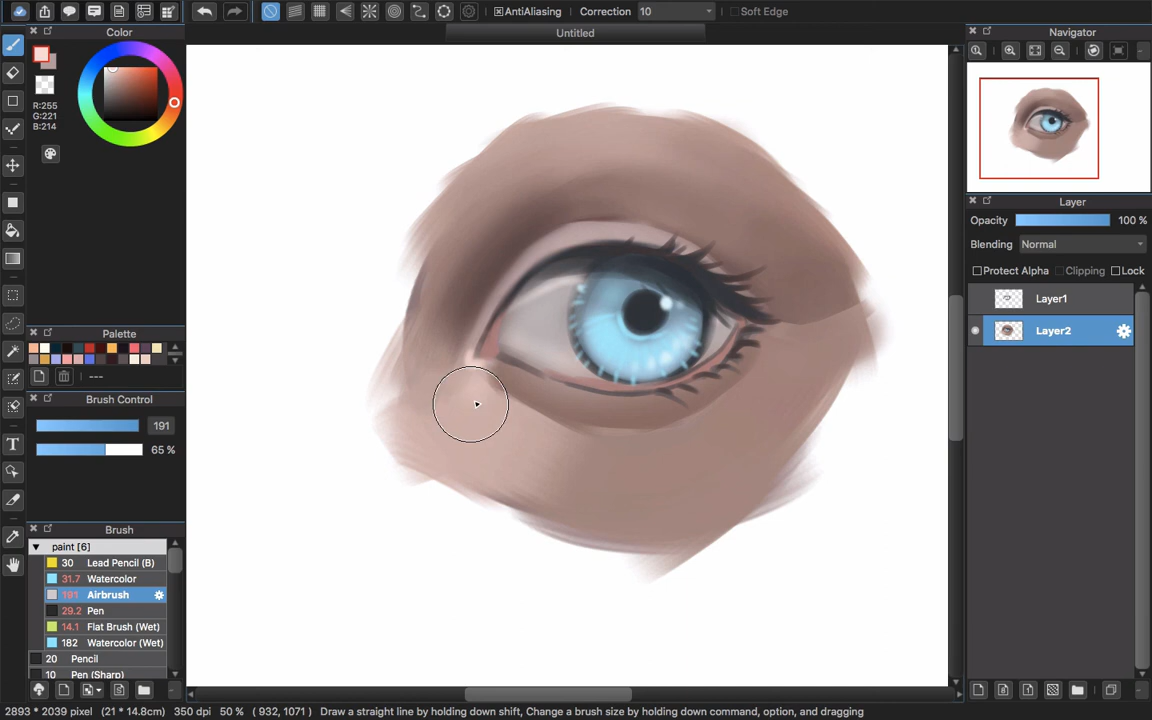 AntiAliasing Correction 10 Soft Edge
Untitled
Color
R:255
G:221
B:214
Palette
---
Brush Control
191
65 %
Brush
paint [6]
30 Lead Pencil (B)
31.7 Watercolor
191 Airbrush
29.2 Pen
14.1 Flat Brush (Wet)
182 Watercolor (Wet)
20 Pencil
10 Pen (Sharp)
Navigator
Layer
Opacity 100 %
Blending Normal
Protect Alpha Clipping Lock
Layer1
Layer2
T
2893 * 2039 pixel (21 * 14.8cm) 350 dpi 50 % ( 932, 1071 ) Draw a straight line by holding down shift, Change a brush size by holding down command, option, and dragging